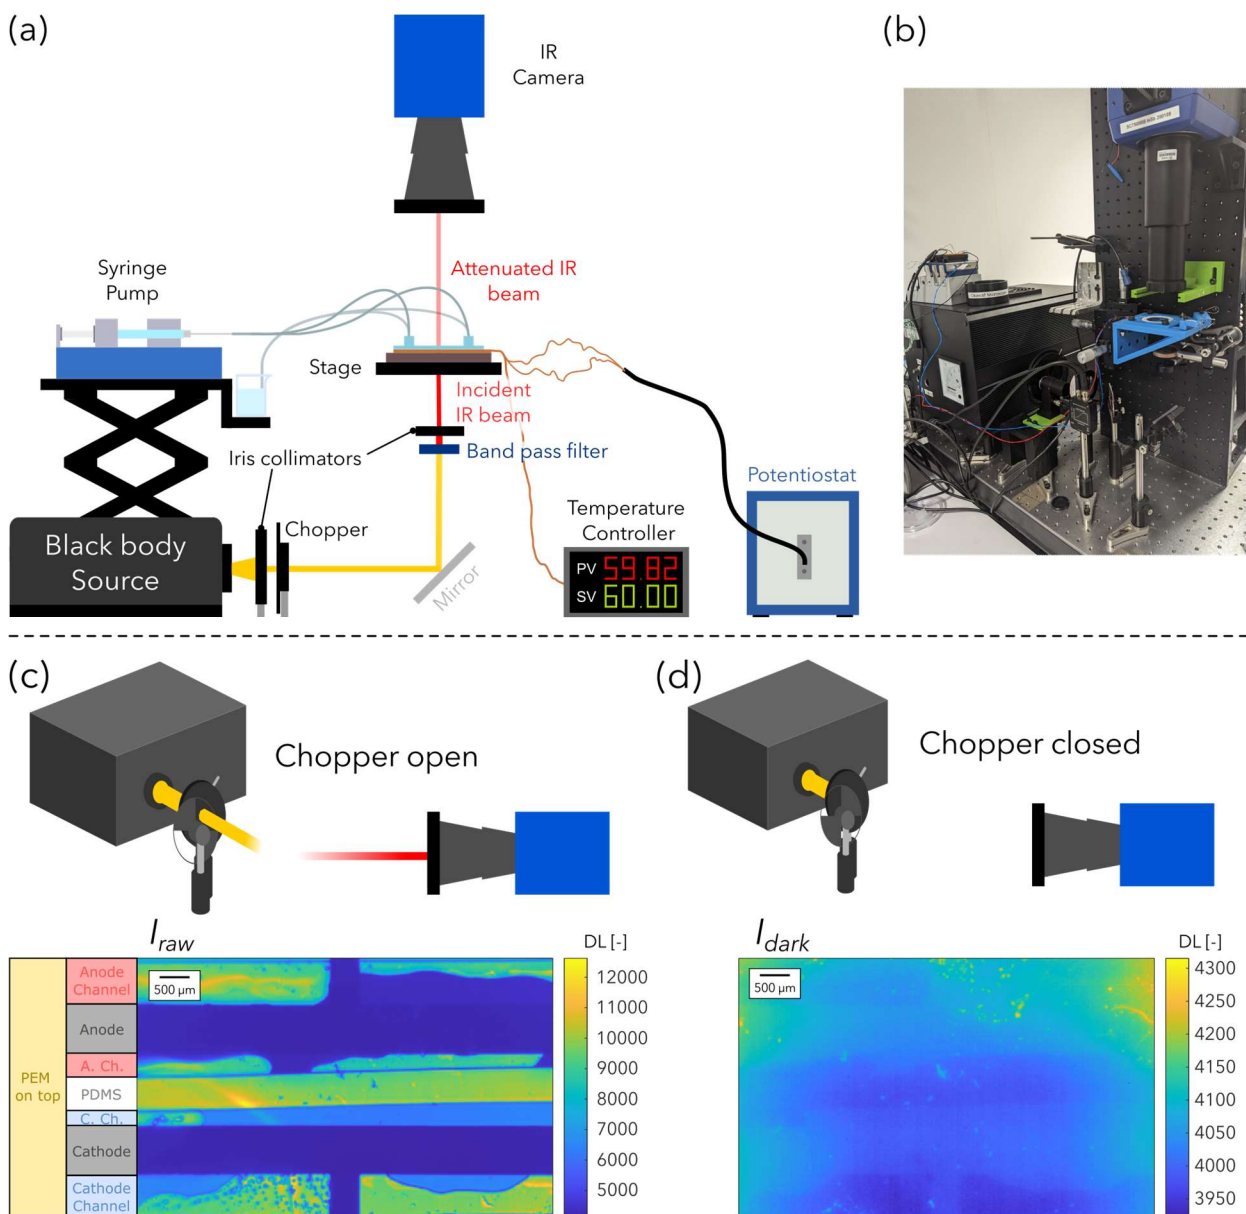 (a)
(b)
IR
Camera
Attenuated IR
beam
Syringe
Pump
Stage
Incident
IR beam
Iris collimators
Band pass filter
Chopper
Black body
Source
Mirror
Temperature
Controller
PV 59.82
SV 60.00
Potentiostat
(c)
Chopper open
(d)
Chopper closed
I_raw
DL [-]
PEM
on top
Anode
Channel
Anode
A. Ch.
PDMS
C. Ch.
Cathode
Cathode
Channel
500 µm
12000
11000
10000
9000
8000
7000
6000
5000
I_dark
DL [-]
500 µm
4300
4250
4200
4150
4100
4050
4000
3950